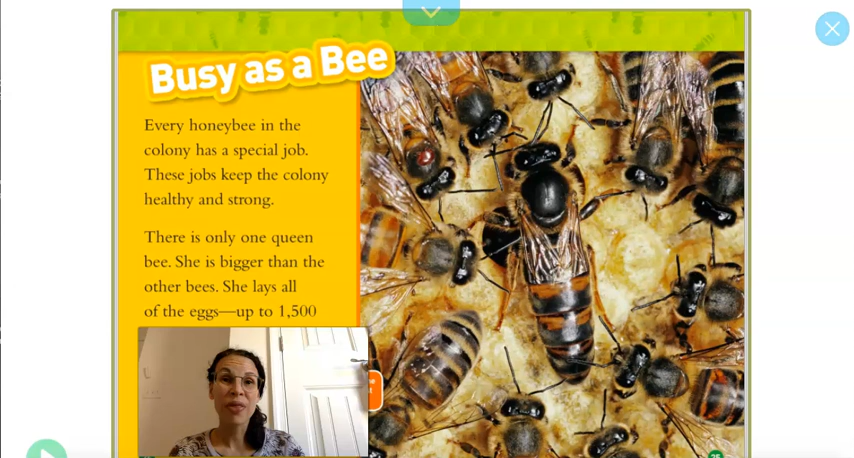 Busy as a Bee
Every honeybee in the
colony has a special job.
These jobs keep the colony
healthy and strong.
There is only one queen
bee. She is bigger than the
other bees. She lays all
of the eggs—up to 1,500